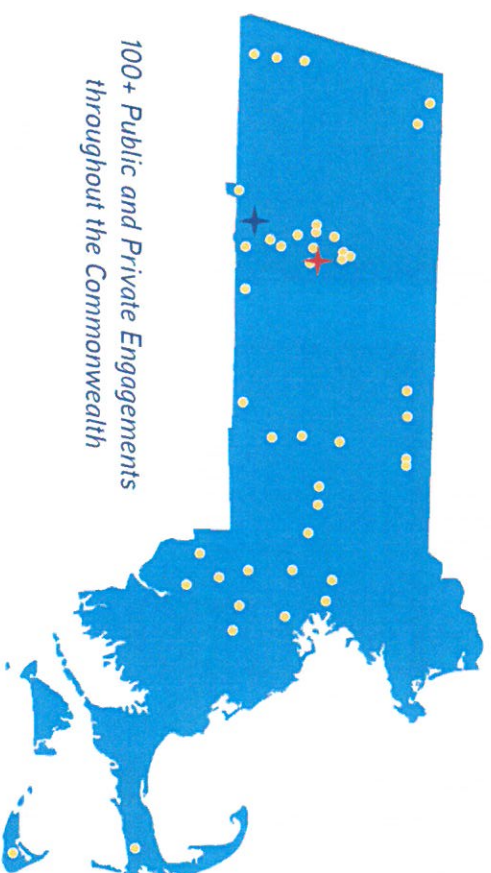 100+ Public and Private Engagements
throughout the Commonwealth